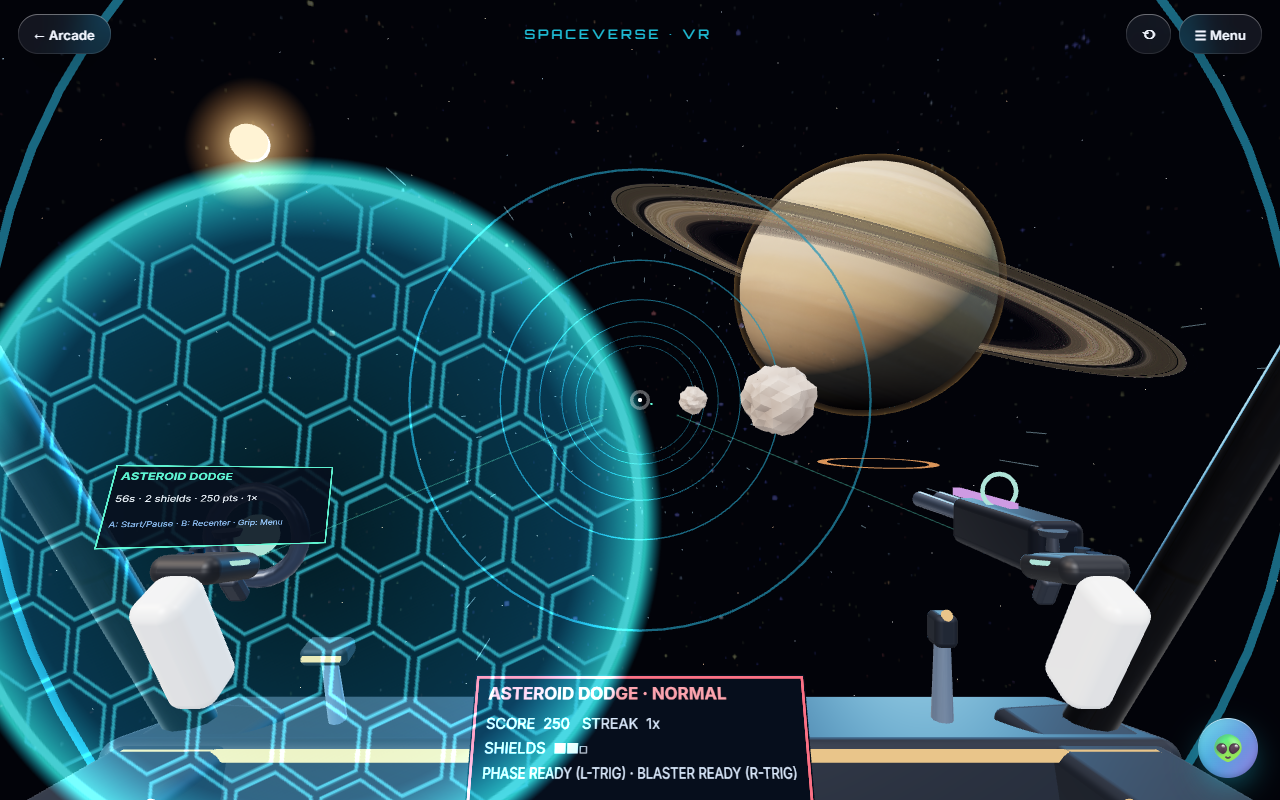 ← Arcade
SPACEVERSE · VR
☰ Menu
ASTEROID DODGE
56s · 2 shields · 250 pts · 1×
A: Start/Pause · B: Recenter · Grip: Menu
ASTEROID DODGE · NORMAL
SCORE 250 STREAK 1x
SHIELDS ■■□
PHASE READY (L-TRIG) · BLASTER READY (R-TRIG)